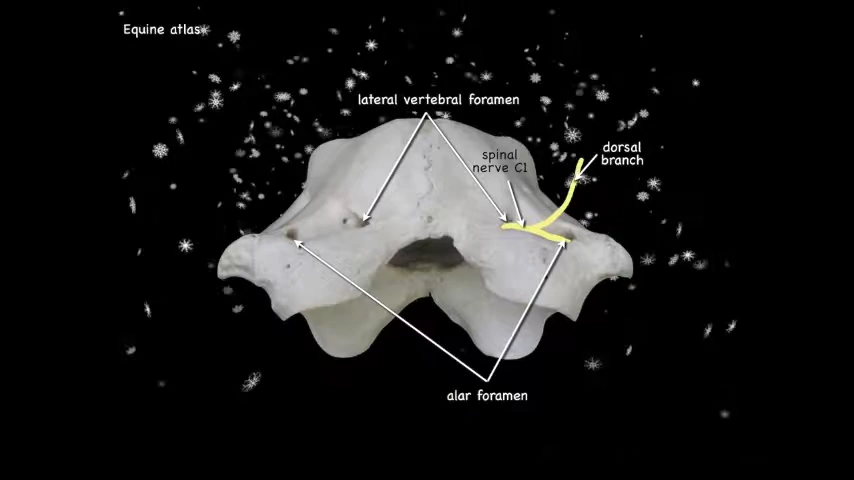 Equine atlas
lateral vertebral foramen
spinal
nerve C1
dorsal
branch
alar foramen